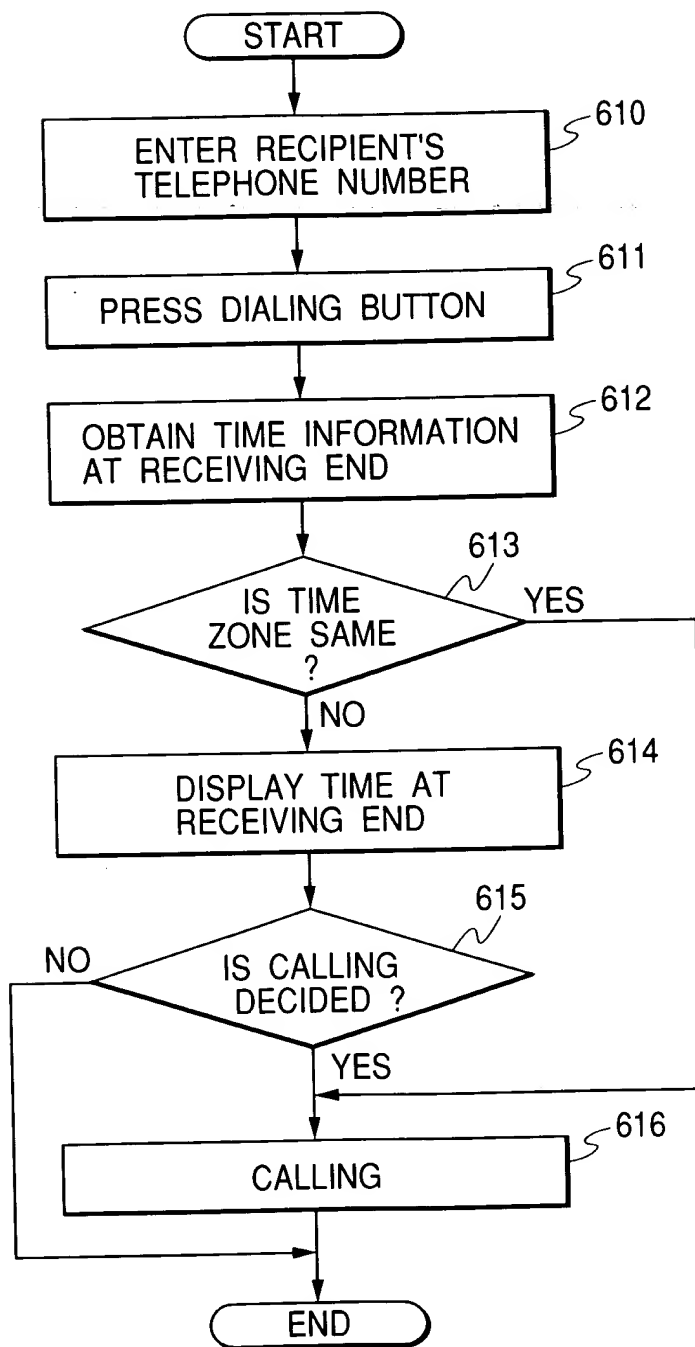 START
610
ENTER RECIPIENT'S
TELEPHONE NUMBER
611
PRESS DIALING BUTTON
612
OBTAIN TIME INFORMATION
AT RECEIVING END
613
IS TIME
ZONE SAME
?
YES
NO
614
DISPLAY TIME AT
RECEIVING END
615
NO
IS CALLING
DECIDED ?
YES
616
CALLING
END